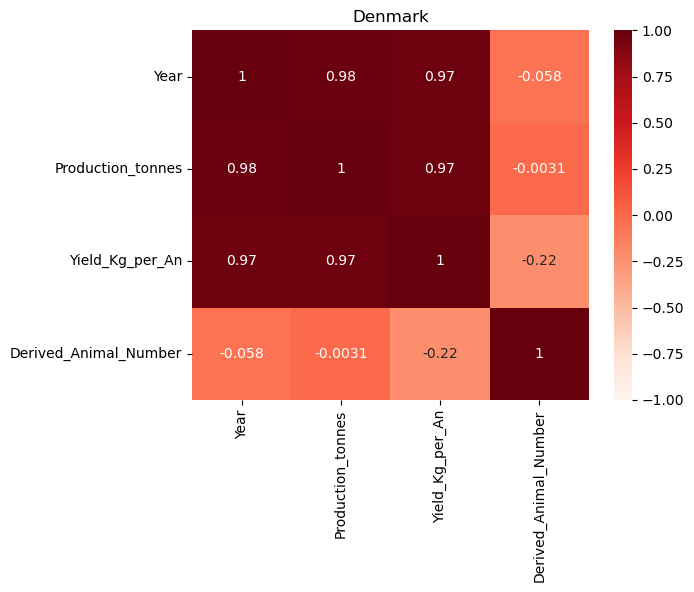 Denmark
Year
1
0.98
0.97
-0.058
Production_tonnes
0.98
1
0.97
-0.0031
Yield_Kg_per_An
0.97
0.97
1
-0.22
Derived_Animal_Number
-0.058
-0.0031
-0.22
1
Year
Production_tonnes
Yield_Kg_per_An
Derived_Animal_Number
1.00
0.75
0.50
0.25
0.00
−0.25
−0.50
−0.75
−1.00